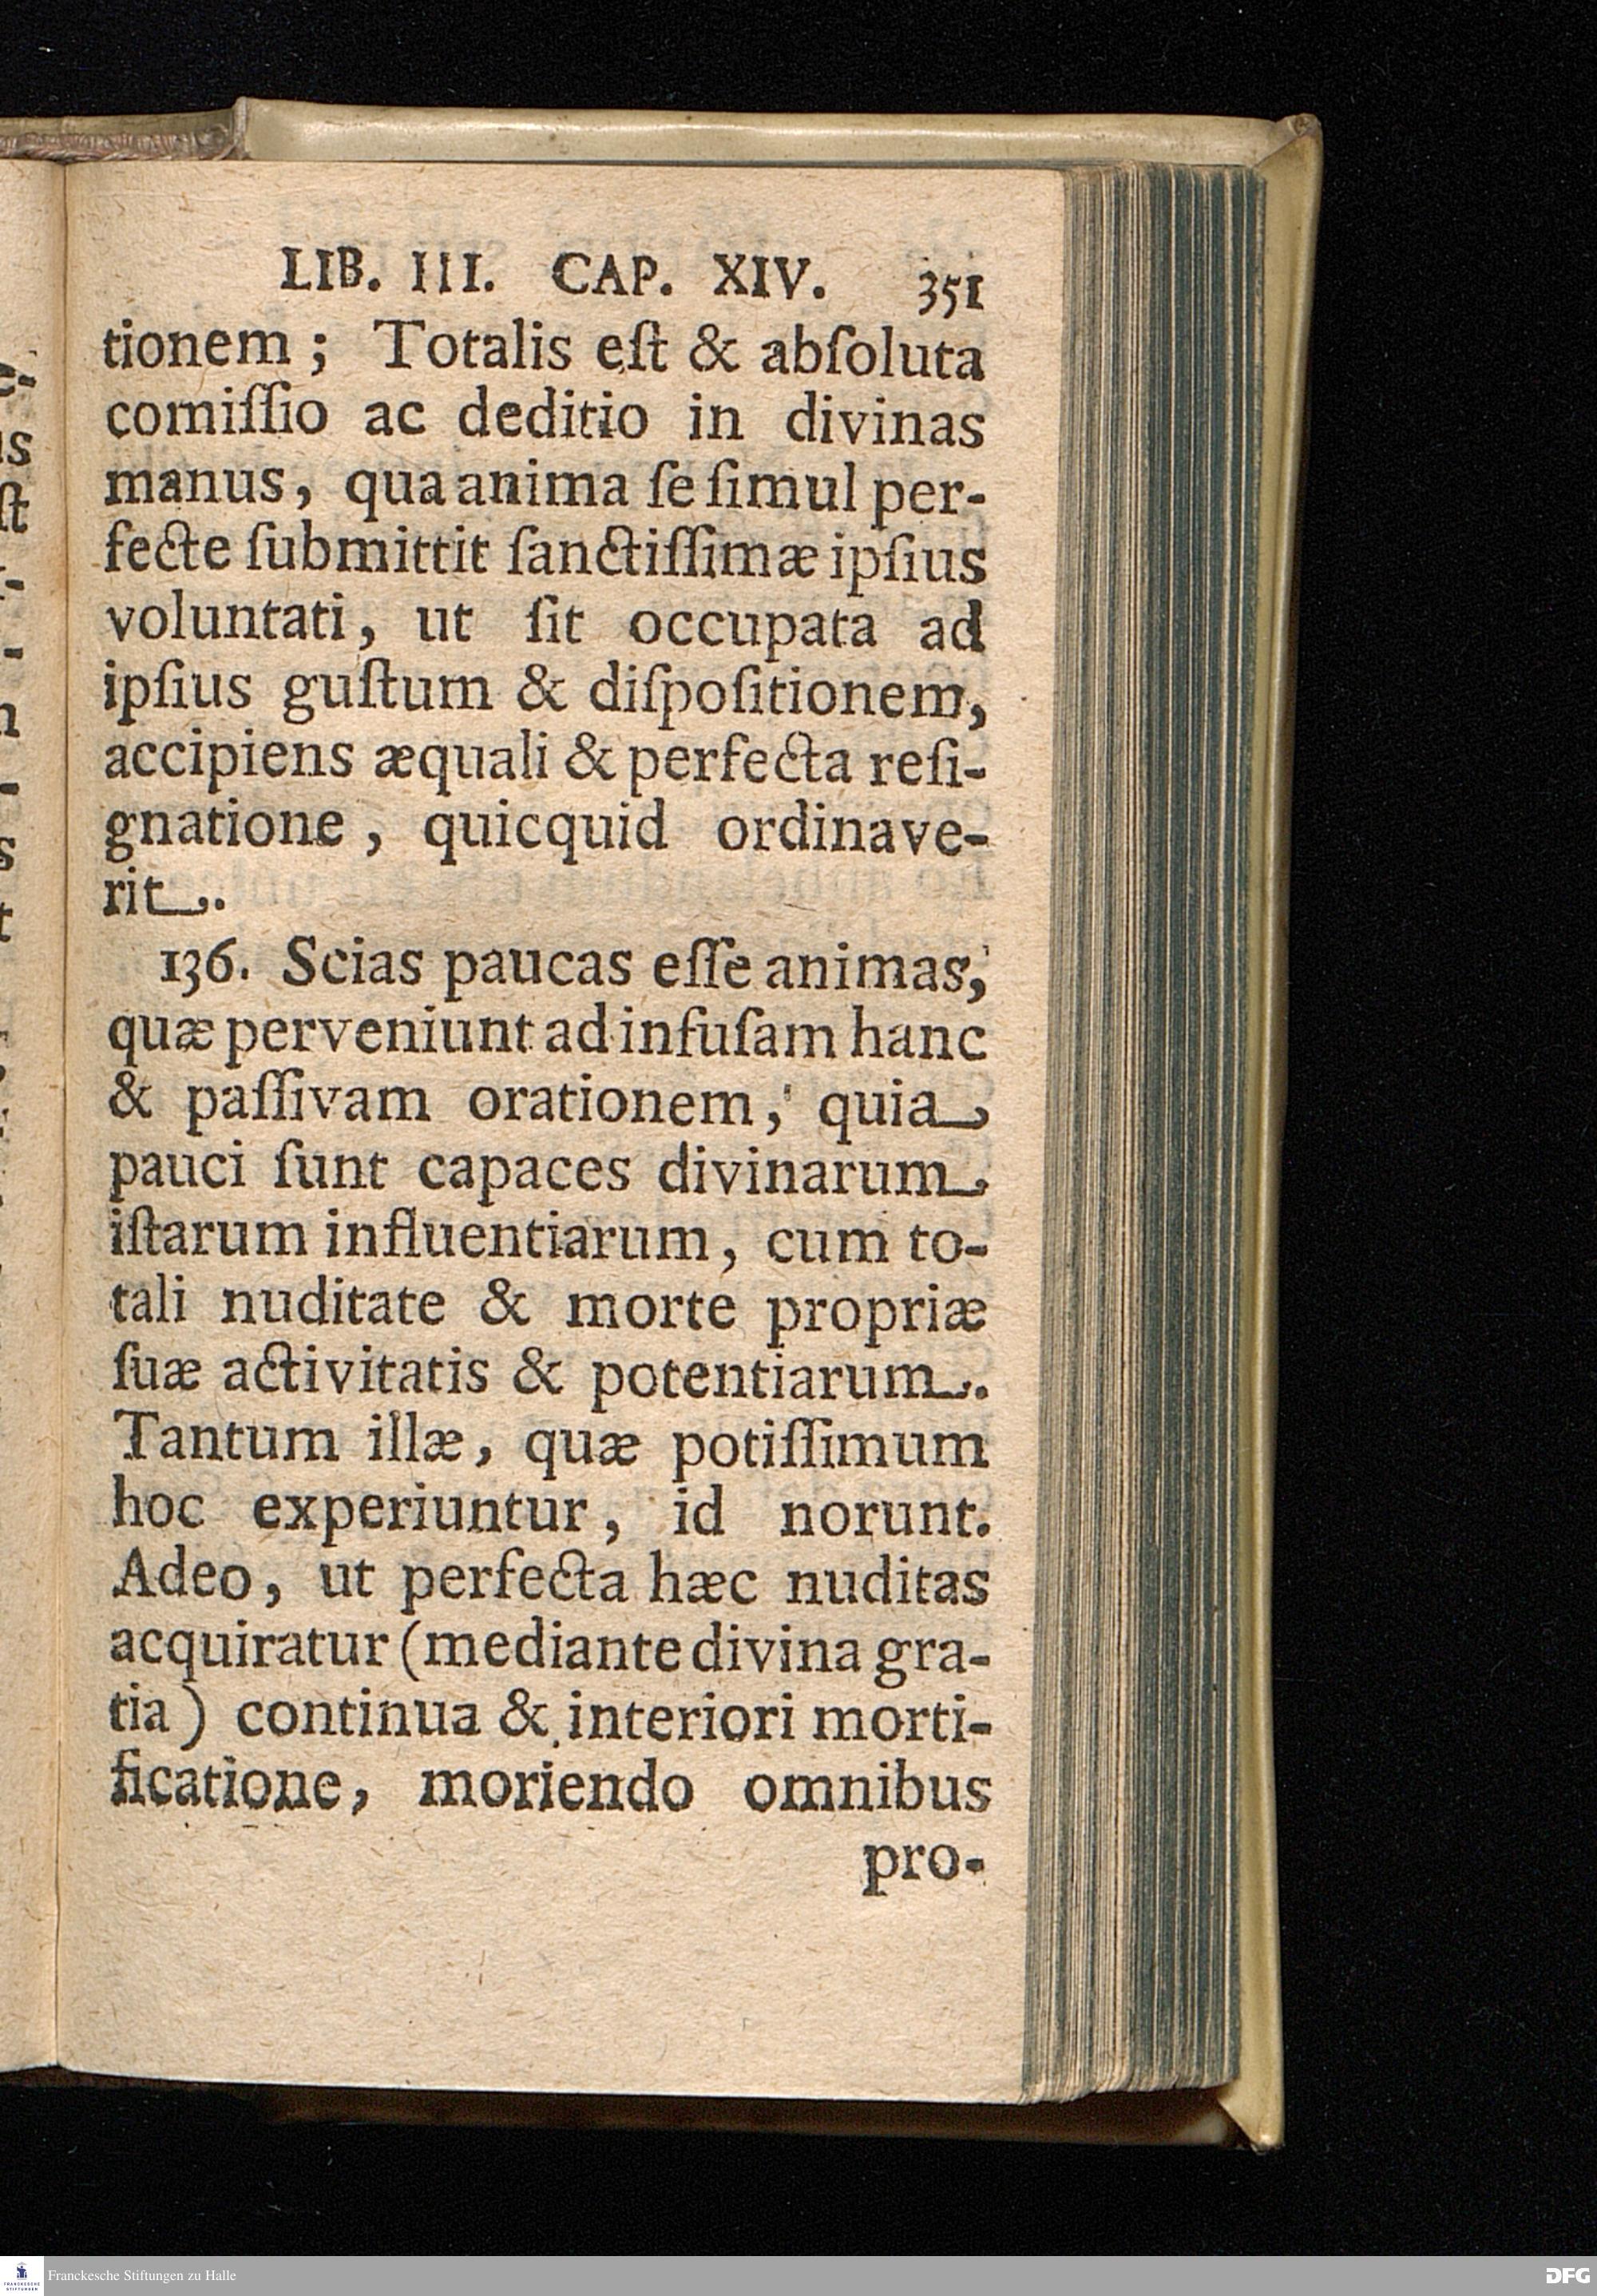 LIB. III. CAP. XIV. 351
tionem; Totalis eſt & abſoluta
comiſſio ac deditio in divinas
manus, qua anima ſe ſimul per-
fecte ſubmittit ſanctiſſimæ ipſius
voluntati, ut ſit occupata ad
ipſius guſtum & diſpoſitionem,
accipiens æquali & perfecta reſi-
gnatione, quicquid ordinave-
rit.
136. Scias paucas eſſe animas,
quæ perveniunt ad infuſam hanc
& paſſivam orationem, quia
pauci ſunt capaces divinarum
iſtarum influentiarum, cum to-
tali nuditate & morte propriæ
ſuæ activitatis & potentiarum.
Tantum illæ, quæ potiſſimum
hoc experiuntur, id norunt.
Adeo, ut perfecta hæc nuditas
acquiratur (mediante divina gra-
tia) continua & interiori morti-
ficatione, moriendo omnibus
pro-
FRANCKESCHE
STIFTUNGEN
Franckesche Stiftungen zu Halle
DFG